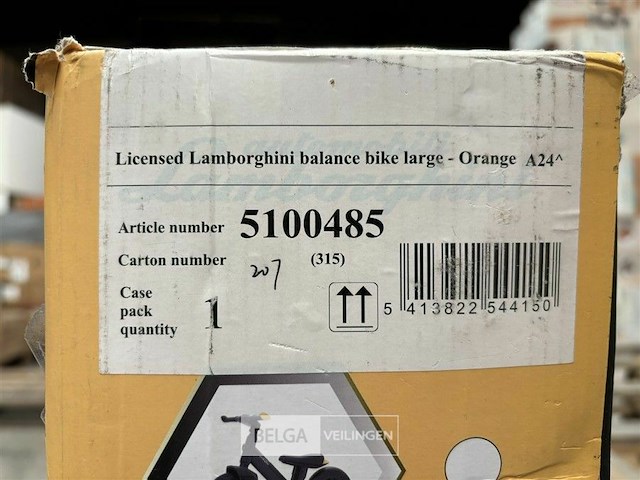 Licensed Lamborghini balance bike large - Orange A24^
Article number 5100485
Carton number 207 (315)
Case
pack
quantity 1
5 413822 544150
BELGA VEILINGEN